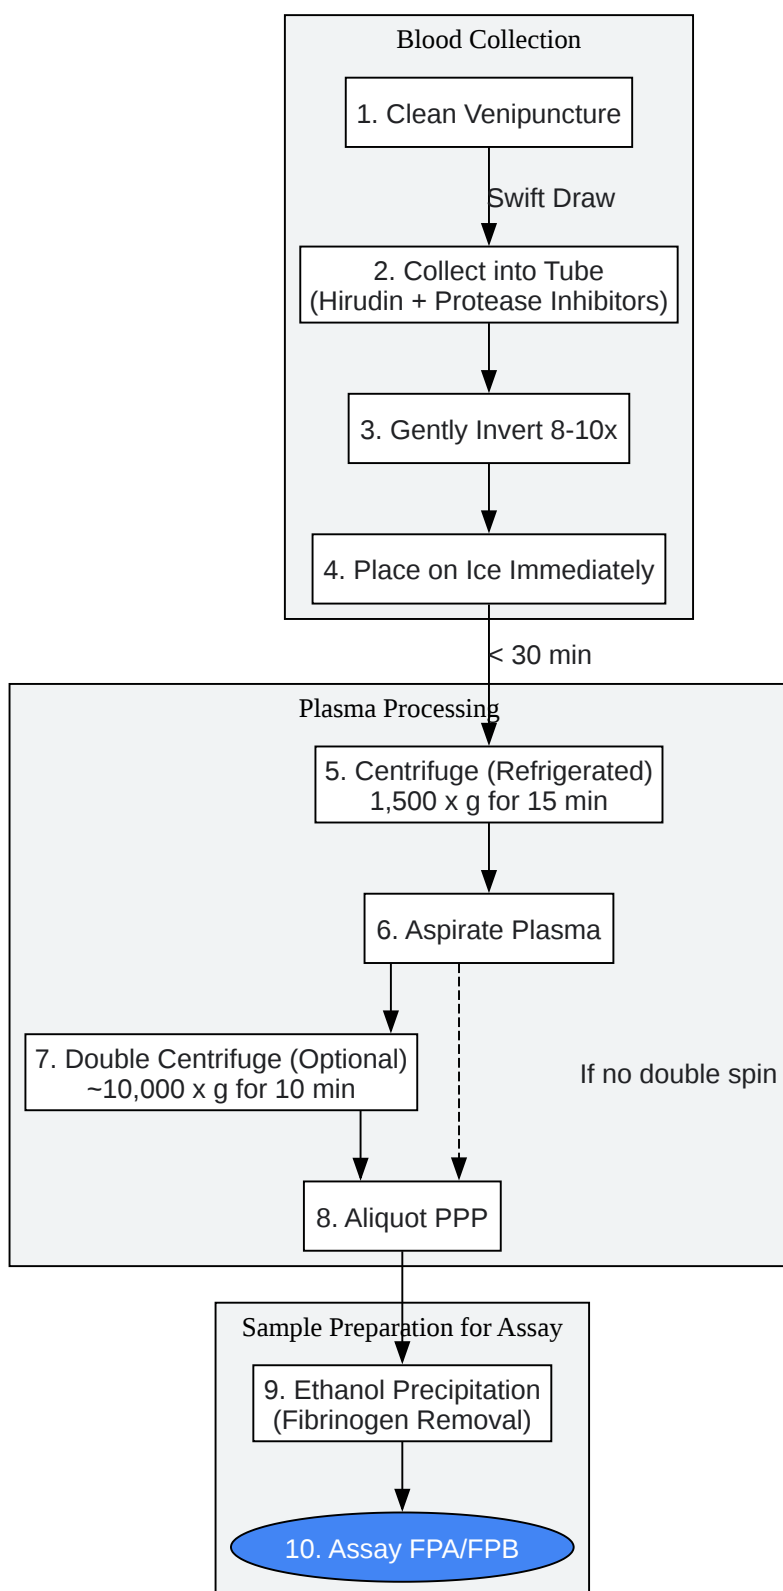 Blood Collection
1. Clean Venipuncture
Swift Draw
2. Collect into Tube
(Hirudin + Protease Inhibitors)
3. Gently Invert 8-10x
4. Place on Ice Immediately
< 30 min
Plasma Processing
5. Centrifuge (Refrigerated)
1,500 x g for 15 min
6. Aspirate Plasma
7. Double Centrifuge (Optional)
~10,000 x g for 10 min
If no double spin
8. Aliquot PPP
Sample Preparation for Assay
9. Ethanol Precipitation
(Fibrinogen Removal)
10. Assay FPA/FPB